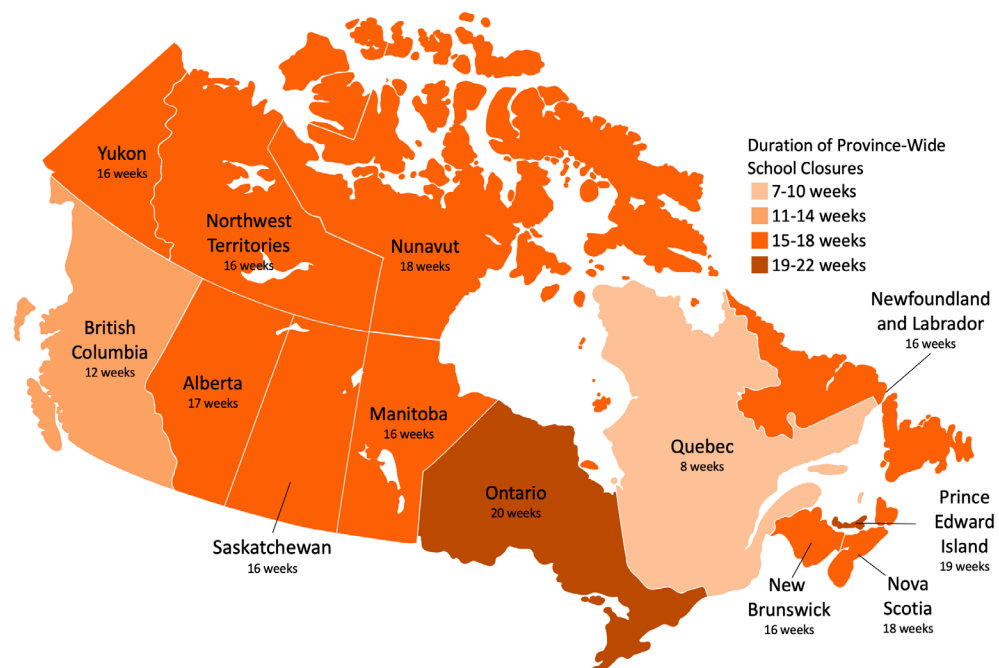 Yukon
16 weeks
Northwest
Territories
16 weeks
Nunavut
18 weeks
Duration of Province-Wide
School Closures
7-10 weeks
11-14 weeks
15-18 weeks
19-22 weeks
Newfoundland
and Labrador
16 weeks
British
Columbia
12 weeks
Alberta
17 weeks
Manitoba
16 weeks
Quebec
8 weeks
Ontario
20 weeks
Saskatchewan
16 weeks
Prince
Edward
Island
19 weeks
New
Brunswick
16 weeks
Nova
Scotia
18 weeks